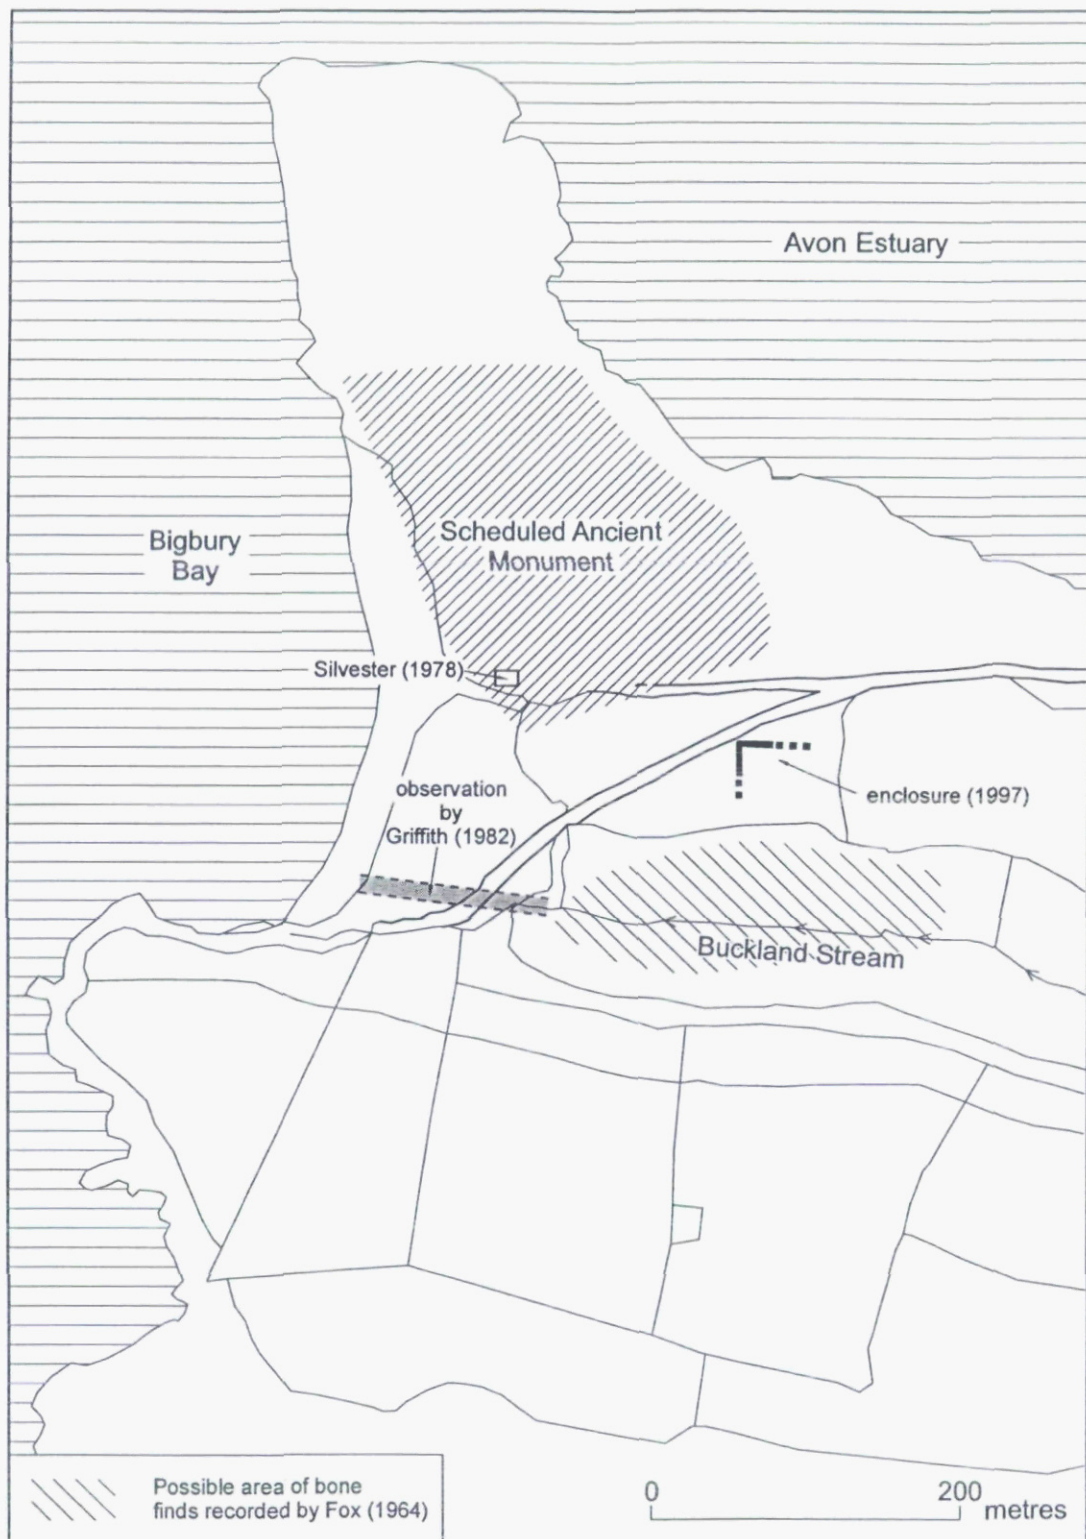 Avon Estuary
Bigbury
Bay
Scheduled Ancient
Monument
Silvester (1978)
observation
by
Griffith (1982)
enclosure (1997)
Buckland Stream
Possible area of bone
finds recorded by Fox (1964)
0 200
metres